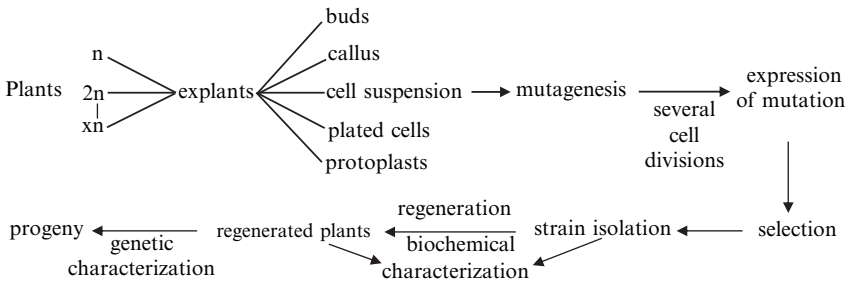 buds
n
callus
Plants
2n
explants
cell suspension
mutagenesis
expression
of mutation
xn
plated cells
several
cell
divisions
protoplasts
progeny
genetic
characterization
regenerated plants
regeneration
biochemical
characterization
strain isolation
selection